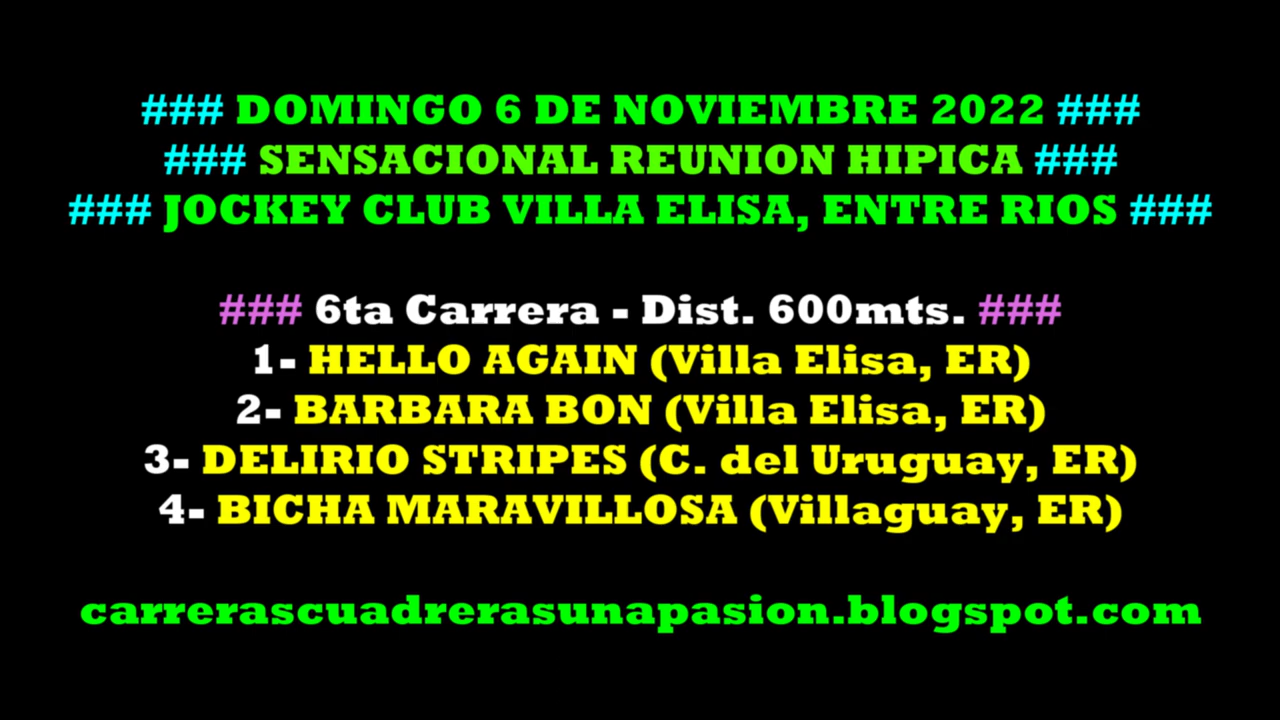 ### DOMINGO 6 DE NOVIEMBRE 2022 ###
### SENSACIONAL REUNION HIPICA ###
### JOCKEY CLUB VILLA ELISA, ENTRE RIOS ###
### 6ta Carrera - Dist. 600mts. ###
1- HELLO AGAIN (Villa Elisa, ER)
2- BARBARA BON (Villa Elisa, ER)
3- DELIRIO STRIPES (C. del Uruguay, ER)
4- BICHA MARAVILLOSA (Villaguay, ER)
carrerascuadrerasunapasion.blogspot.com